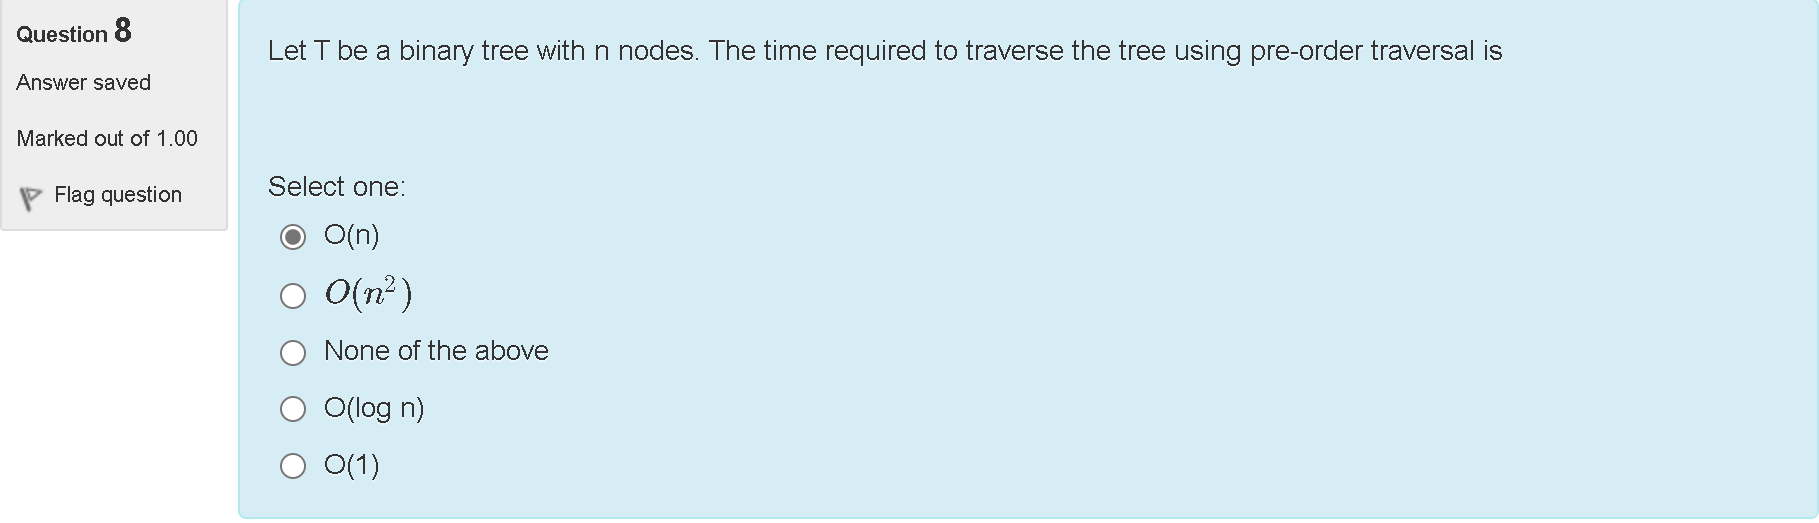 Question 8
Answer saved
Marked out of 1.00
Flag question
Let T be a binary tree with n nodes. The time required to traverse the tree using pre-order traversal is
Select one:
O(n)
O(n²)
None of the above
O(log n)
O(1)